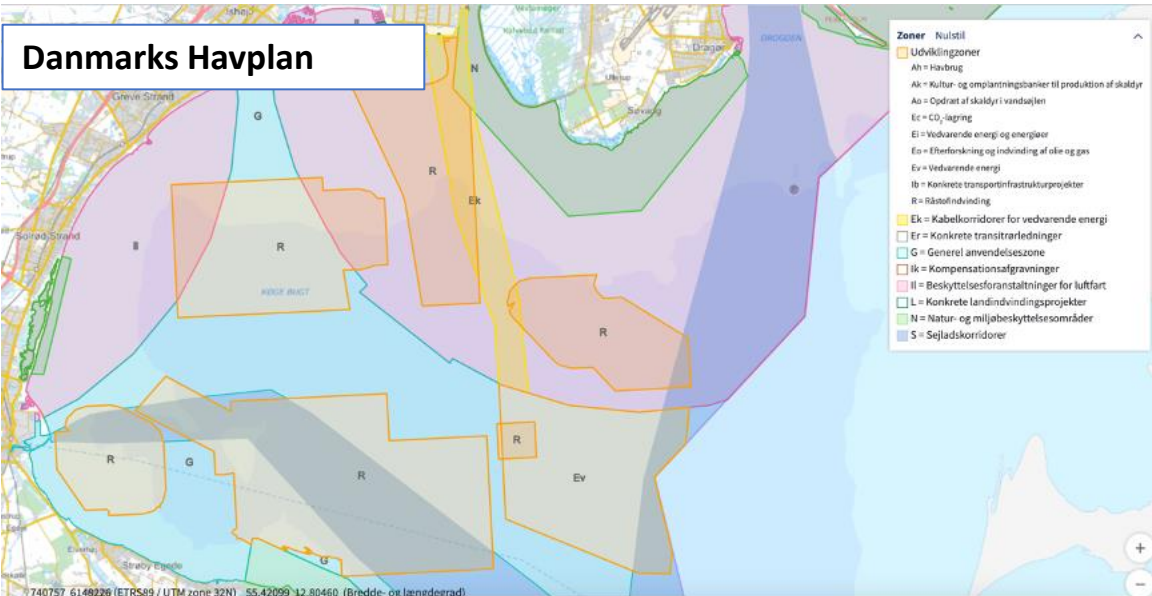 Danmarks Havplan
Ishøj
Greve Strand
Solrød Strand
Dragør
Ullerup
Søvang
DROGDEN
KØGE BUGT
Strøby Egede
G
N
R
Ek
Il
R
R
R
R
G
R
Ev
G
Zoner Nulstil
Udviklingzoner
Ah = Havbrug
Ak = Kultur- og omplantningsbanker til produktion af skaldyr
Ao = Opdræt af skaldyr i vandsøjlen
Ec = CO₂-lagring
Ei = Vedvarende energi og energiøer
Eo = Efterforskning og indvinding af olie og gas
Ev = Vedvarende energi
Ib = Konkrete transportinfrastrukturprojekter
R = Råstofindvinding
Ek = Kabelkorridorer for vedvarende energi
Er = Konkrete transitrørledninger
G = Generel anvendelseszone
Ik = Kompensationsafgravninger
Il = Beskyttelsesforanstaltninger for luftfart
L = Konkrete landindvindingsprojekter
N = Natur- og miljøbeskyttelsesområder
S = Sejladskorridorer
+
−
740757 6149226 (ETRS89 / UTM zone 32N) 55.42099 12.80460 (Bredde- og længdegrad)